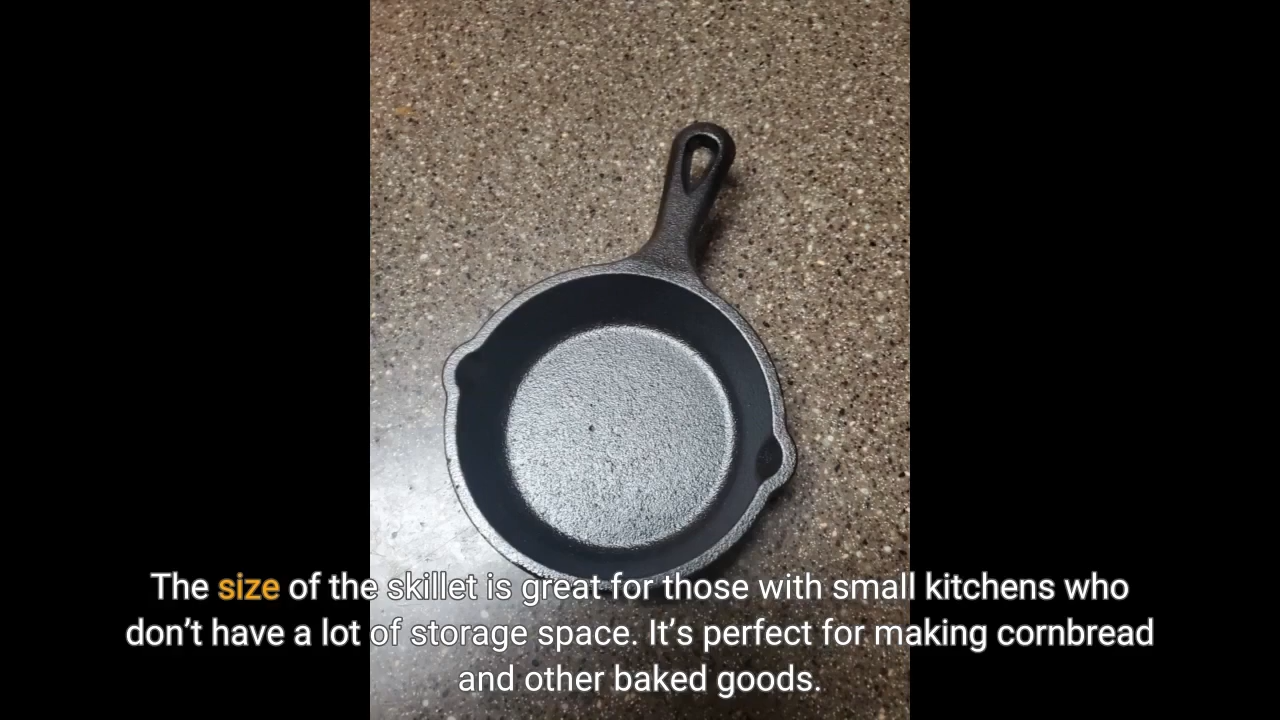 The size of the skillet is great for those with small kitchens who
don’t have a lot of storage space. It’s perfect for making cornbread
and other baked goods.